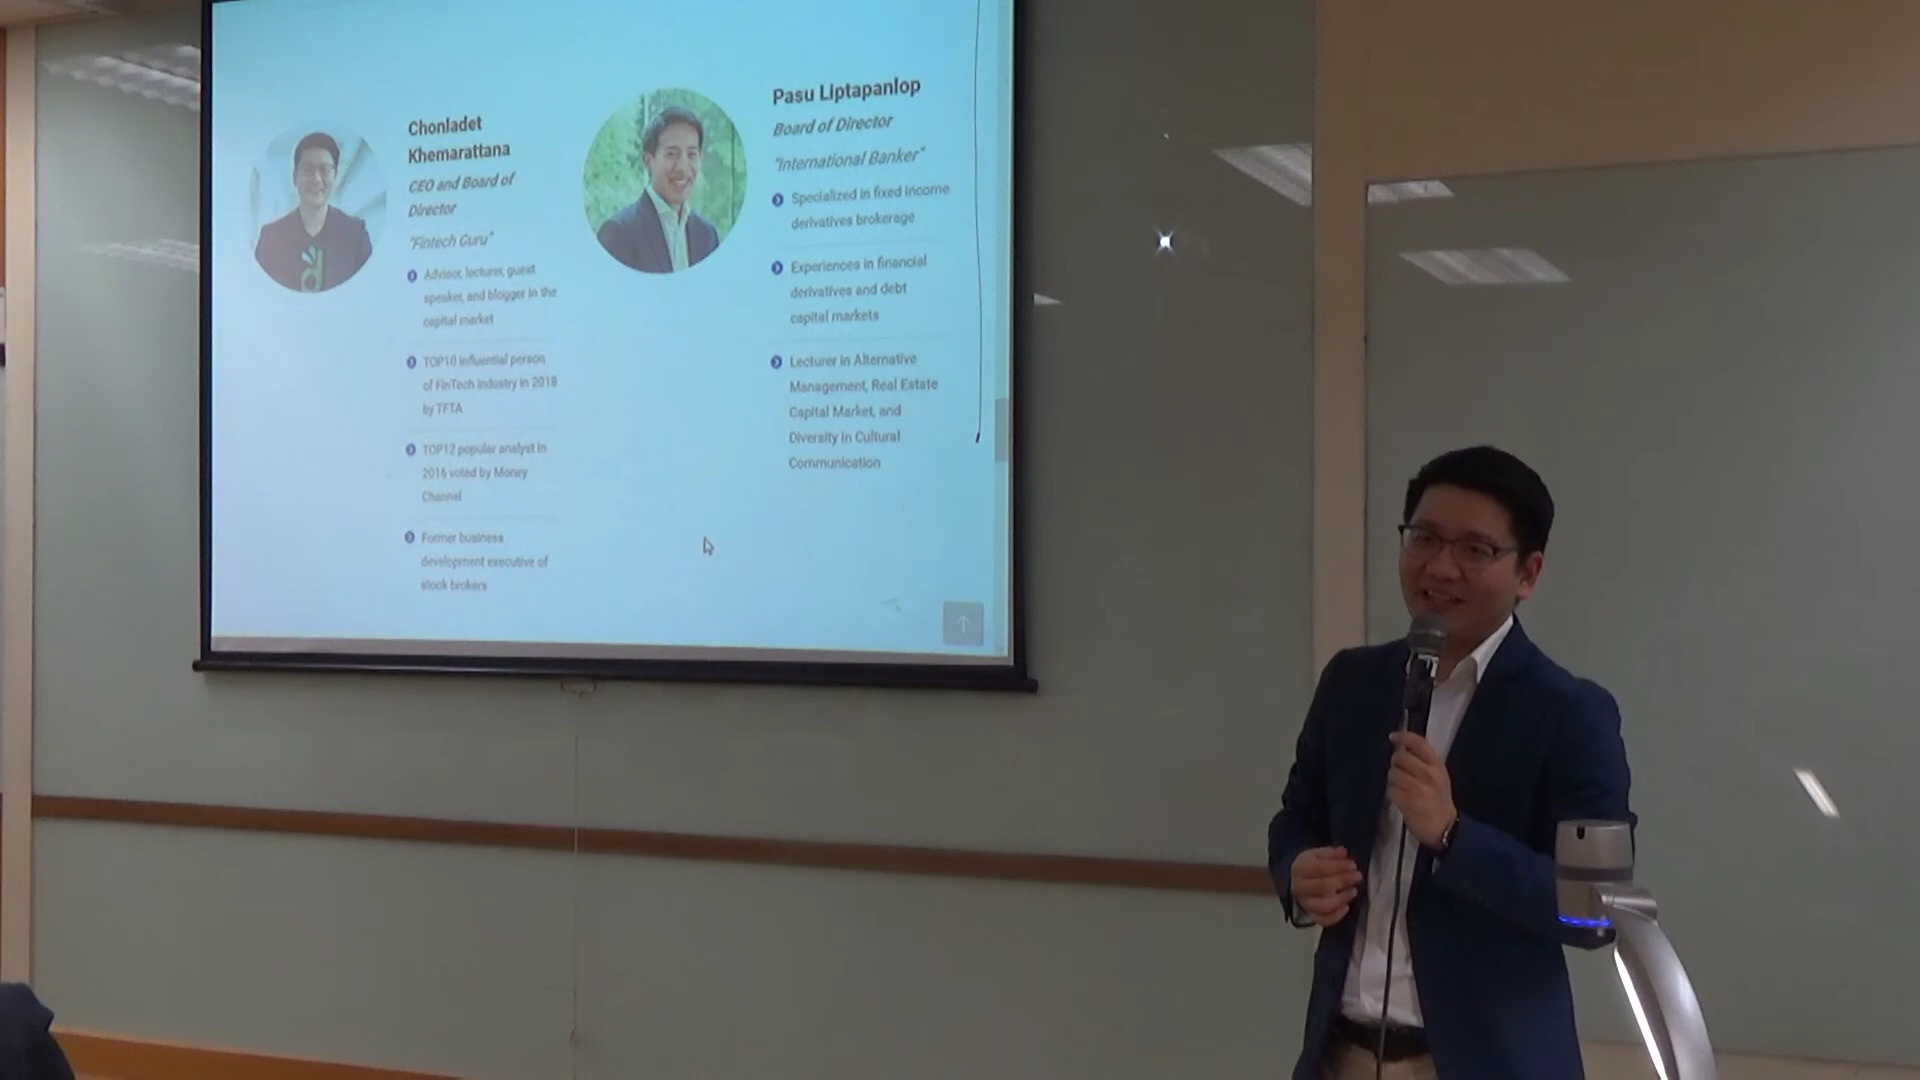 Chonladet
Khemarattana
CEO and Board of
Director
"Fintech Guru"
Advisor, lecturer, guest
speaker, and blogger in the
capital market
TOP10 influential person
of FinTech industry in 2018
by TFTA
TOP12 popular analyst in
2016 voted by Money
Channel
Former business
development executive of
stock brokers
Pasu Liptapanlop
Board of Director
"International Banker"
Specialized in fixed income
derivatives brokerage
Experiences in financial
derivatives and debt
capital markets
Lecturer in Alternative
Management, Real Estate
Capital Market, and
Diversity in Cultural
Communication